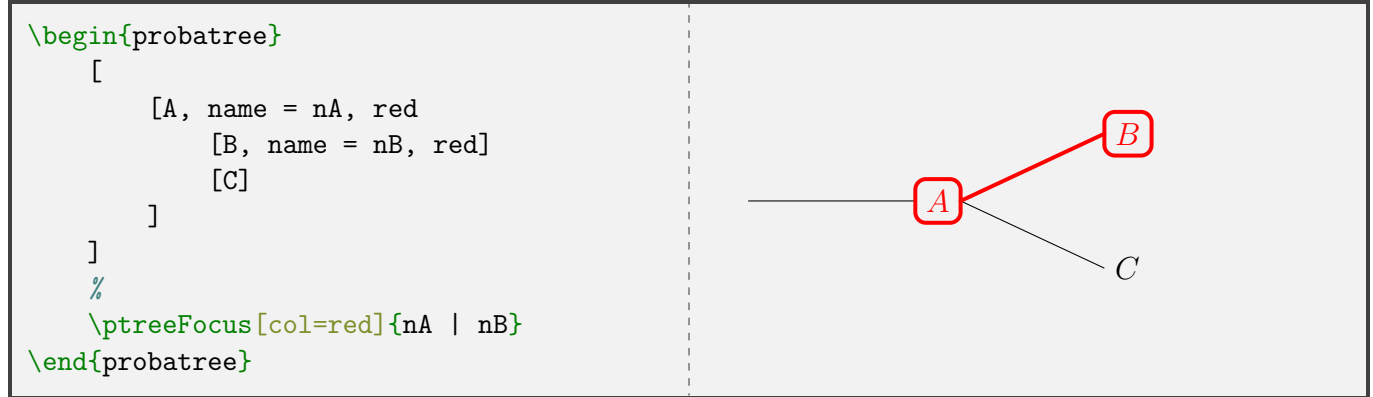 \begin{probatree}
    [
        [A, name = nA, red
            [B, name = nB, red]
            [C]
        ]
    ]
    %
    \ptreeFocus[col=red]{nA | nB}
\end{probatree}
B
A
C